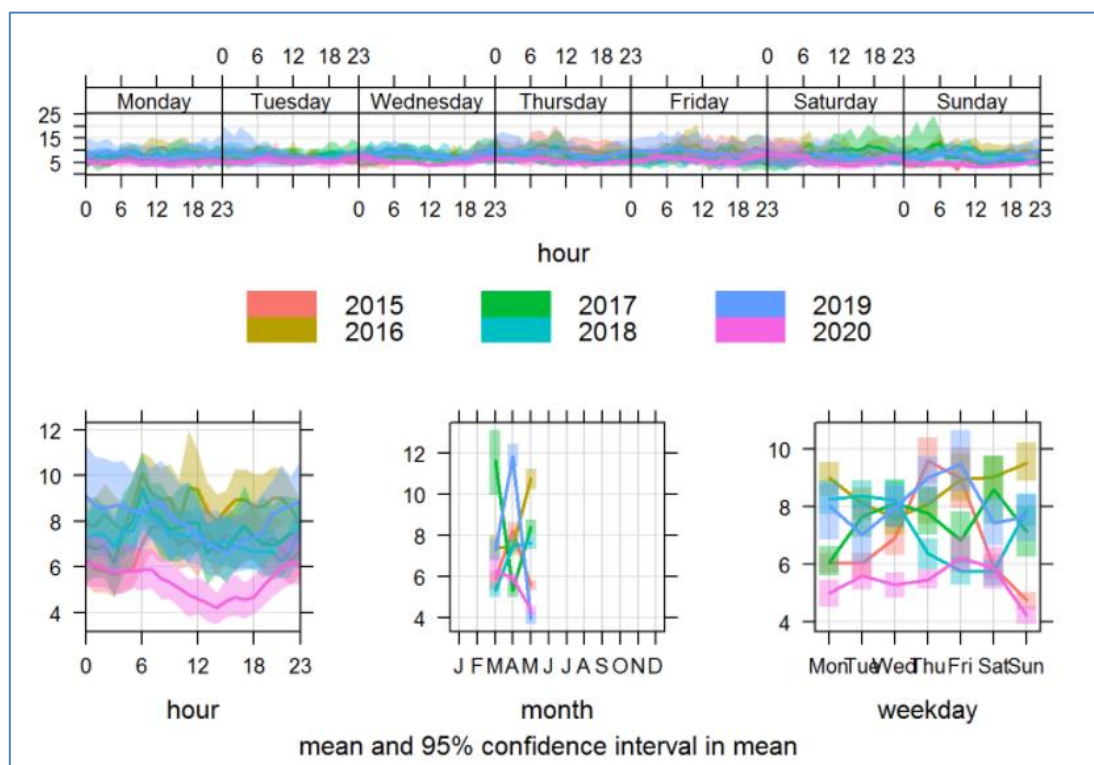 0 6 12 18 23 0 6 12 18 23 0 6 12 18 23
Monday Tuesday Wednesday Thursday Friday Saturday Sunday
25
15
5
0 6 12 18 23 0 6 12 18 23 0 6 12 18 23 0 6 12 18 23
hour
2015 2017 2019
2016 2018 2020
12
10
8
6
4
0 6 12 18 23
hour
12
10
8
6
4
J F M A M J J A S O N D
month
10
8
6
4
Mon Tue Wed Thu Fri Sat Sun
weekday
mean and 95% confidence interval in mean